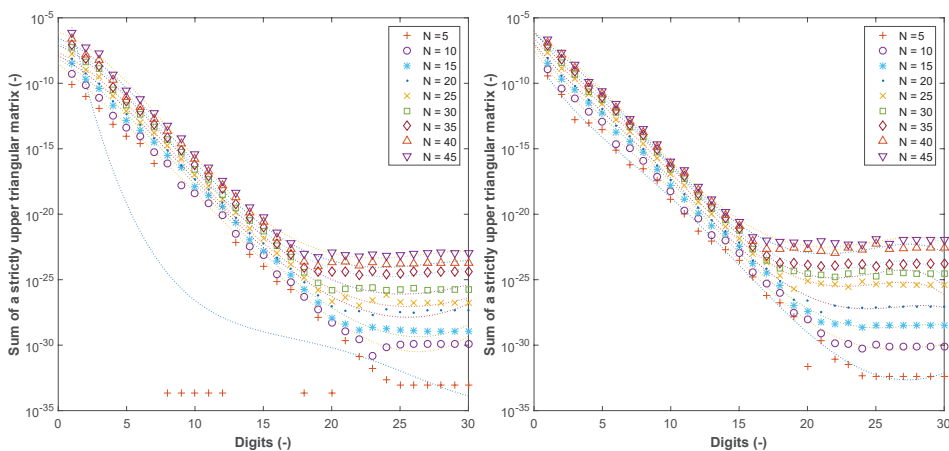 Sum of a strictly upper triangular matrix (-)
10^-5
10^-10
10^-15
10^-20
10^-25
10^-30
10^-35
0 5 10 15 20 25 30
Digits (-)
N = 5
N = 10
N = 15
N = 20
N = 25
N = 30
N = 35
N = 40
N = 45
Sum of a strictly upper triangular matrix (-)
10^-5
10^-10
10^-15
10^-20
10^-25
10^-30
10^-35
0 5 10 15 20 25 30
Digits (-)
N = 5
N = 10
N = 15
N = 20
N = 25
N = 30
N = 35
N = 40
N = 45